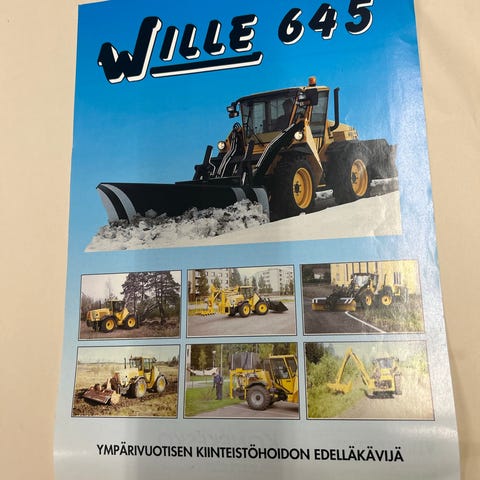 WILLE 645
YMPÄRIVUOTISEN KIINTEISTÖHOIDON EDELLÄKÄVIJÄ